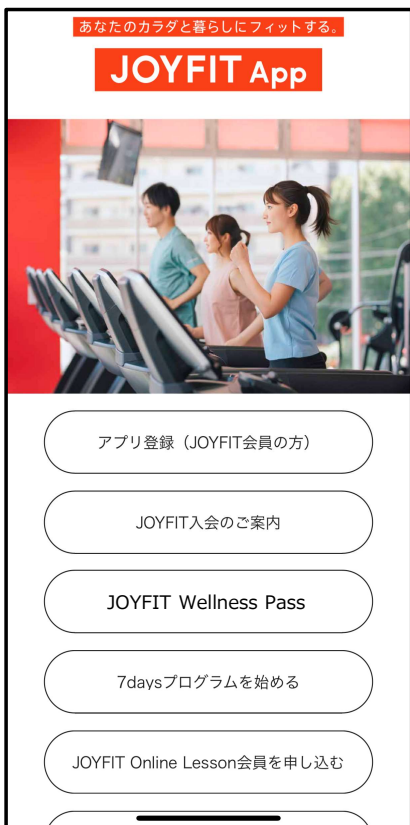 あなたのカラダと暮らしにフィットする。
JOYFIT App
アプリ登録（JOYFIT会員の方）
JOYFIT入会のご案内
JOYFIT Wellness Pass
7daysプログラムを始める
JOYFIT Online Lesson会員を申し込む